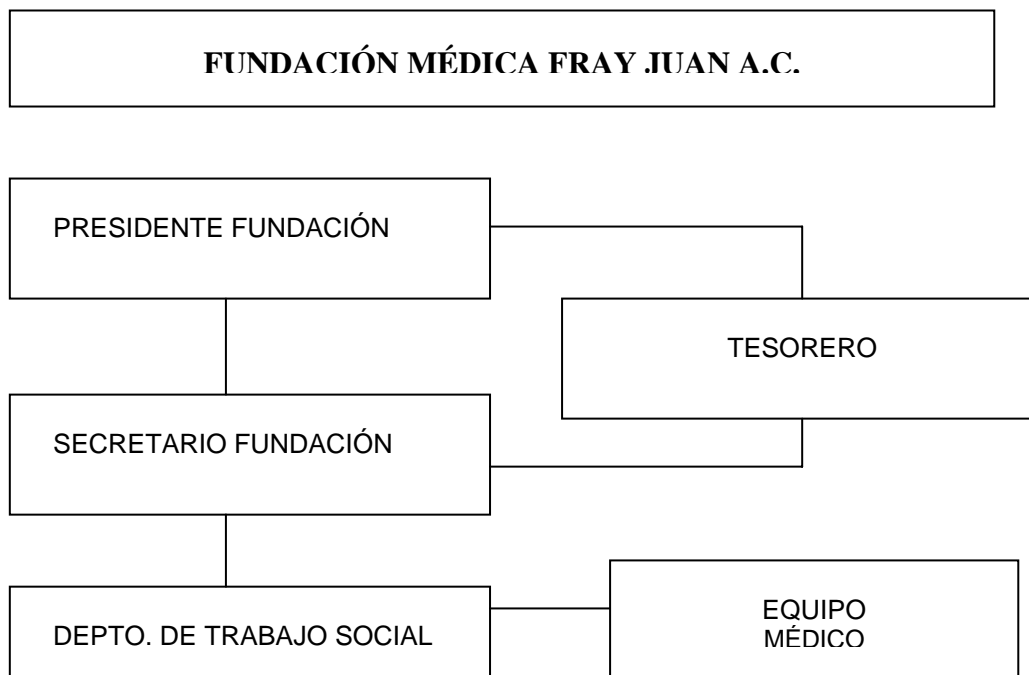 FUNDACIÓN MÉDICA FRAY JUAN A.C.
PRESIDENTE FUNDACIÓN
TESORERO
SECRETARIO FUNDACIÓN
DEPTO. DE TRABAJO SOCIAL
EQUIPO
MÉDICO